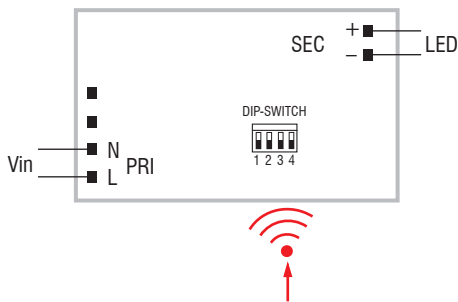 SEC + LED
–
DIP-SWITCH
1 2 3 4
Vin N PRI
L